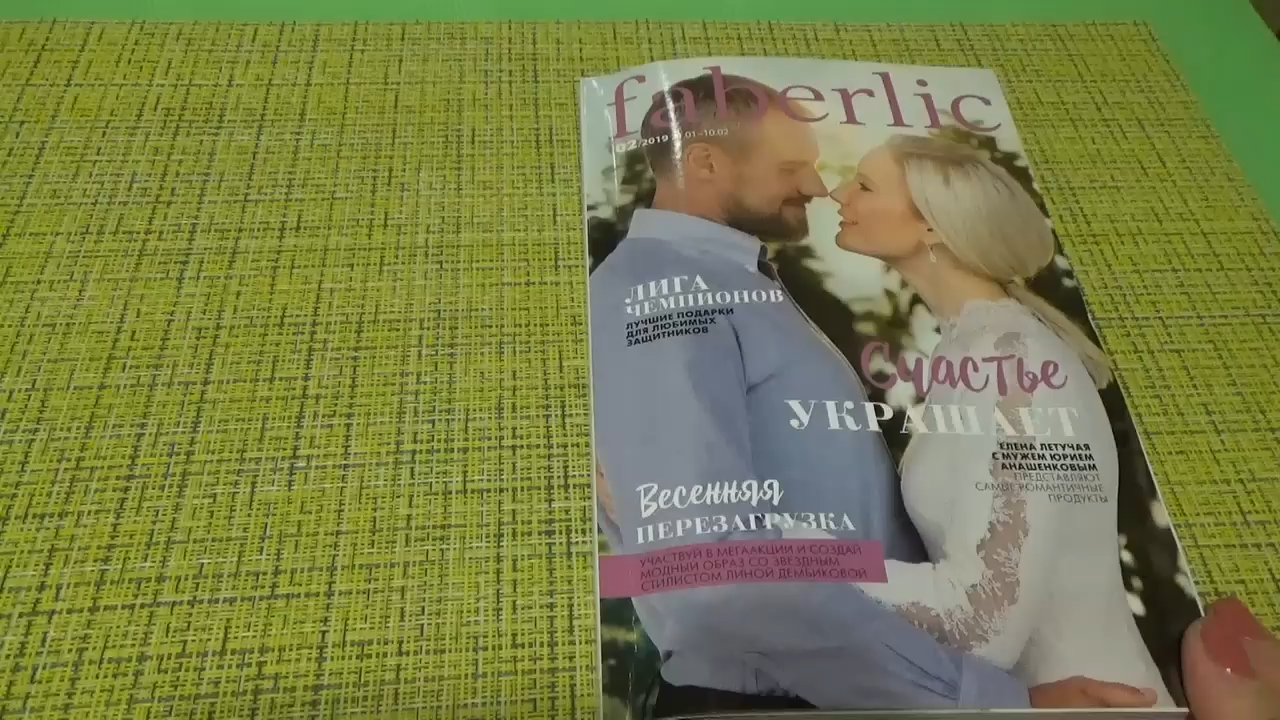 faberlic
02/2019
ЛИГА
ЧЕМПИОНОВ
ЛУЧШИЕ ПОДАРКИ
ДЛЯ ЛЮБИМЫХ
ЗАЩИТНИКОВ
Счастье
УКРАШАЕТ
ЕЛЕНА ЛЕТУЧАЯ
С МУЖЕМ ЮРИЕМ
АНАШЕНКОВЫМ
ПРЕДСТАВЛЯЮТ
САМЫЕ РОМАНТИЧНЫЕ
ПРОДУКТЫ
Весенняя
ПЕРЕЗАГРУЗКА
УЧАСТВУЙ В МЕГААКЦИИ И СОЗДАЙ
МОДНЫЙ ОБРАЗ СО ЗВЕЗДНЫМ
СТИЛИСТОМ ЛИНОЙ ДЕМБИКОВОЙ